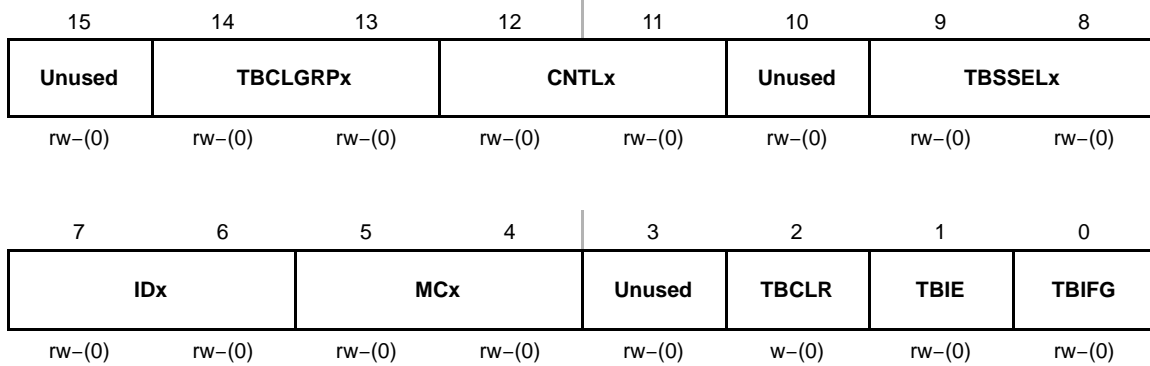 15 14 13 12 11 10 9 8
Unused TBCLGRPx CNTLx Unused TBSSELx
rw−(0) rw−(0) rw−(0) rw−(0) rw−(0) rw−(0) rw−(0) rw−(0)
7 6 5 4 3 2 1 0
IDx MCx Unused TBCLR TBIE TBIFG
rw−(0) rw−(0) rw−(0) rw−(0) rw−(0) w−(0) rw−(0) rw−(0)